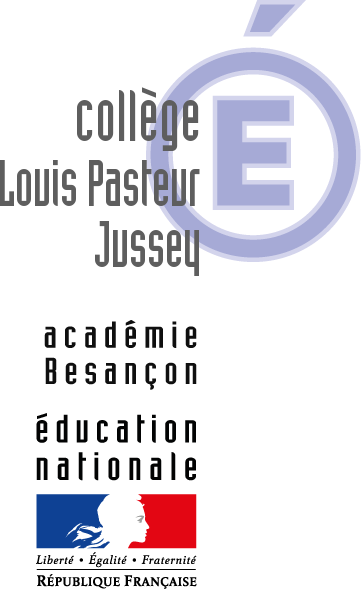 collège
Louis Pasteur
Jussey
É
académie
Besançon
éducation
nationale
Liberté • Égalité • Fraternité
RÉPUBLIQUE FRANÇAISE